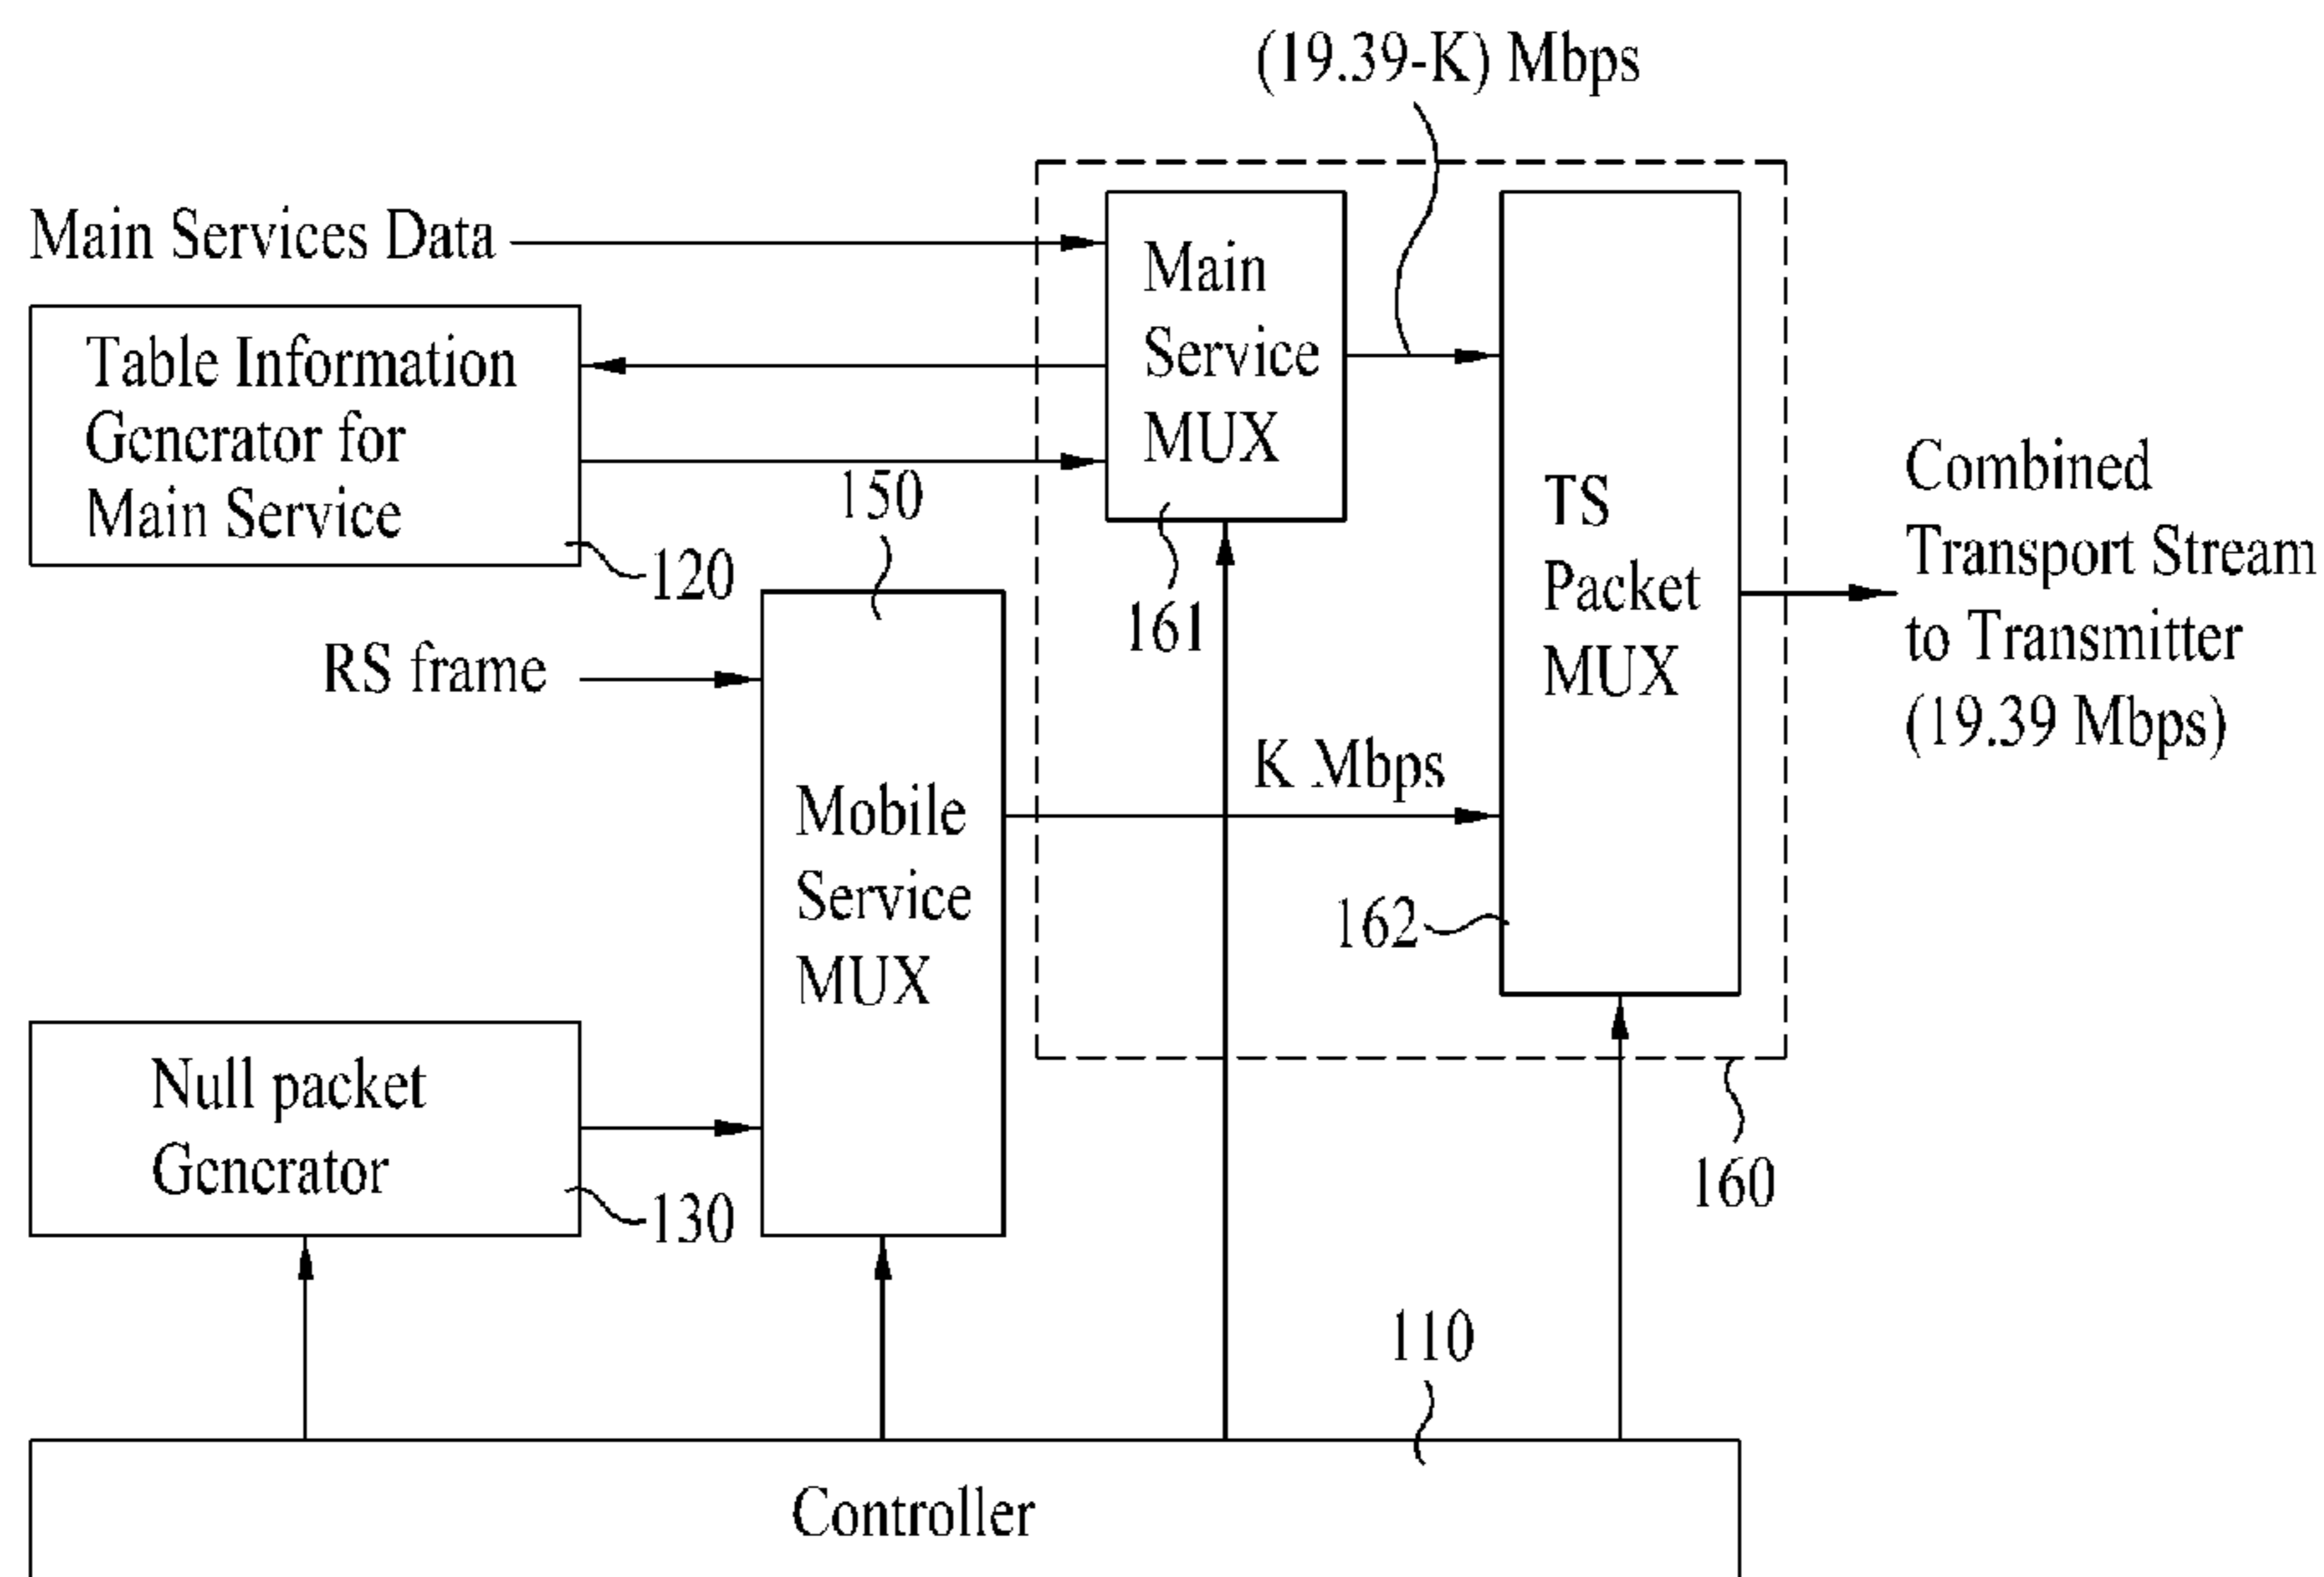 (19.39-K) Mbps
Main Services Data
Main
Service
MUX
Table Information
Generator for
Main Service
120
150
161
TS
Packet
MUX
Combined
Transport Stream
to Transmitter
(19.39 Mbps)
RS frame
K Mbps
Mobile
Service
MUX
162
Null packet
Generator
130
160
110
Controller